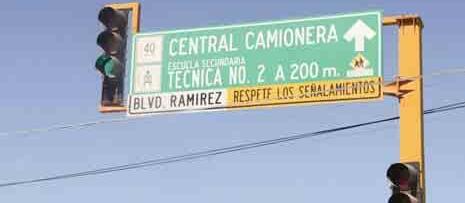 40 CENTRAL CAMIONERA
ESCUELA SECUNDARIA
TECNICA NO. 2 A 200 m.
BLVD. RAMIREZ RESPETE LOS SEÑALAMIENTOS